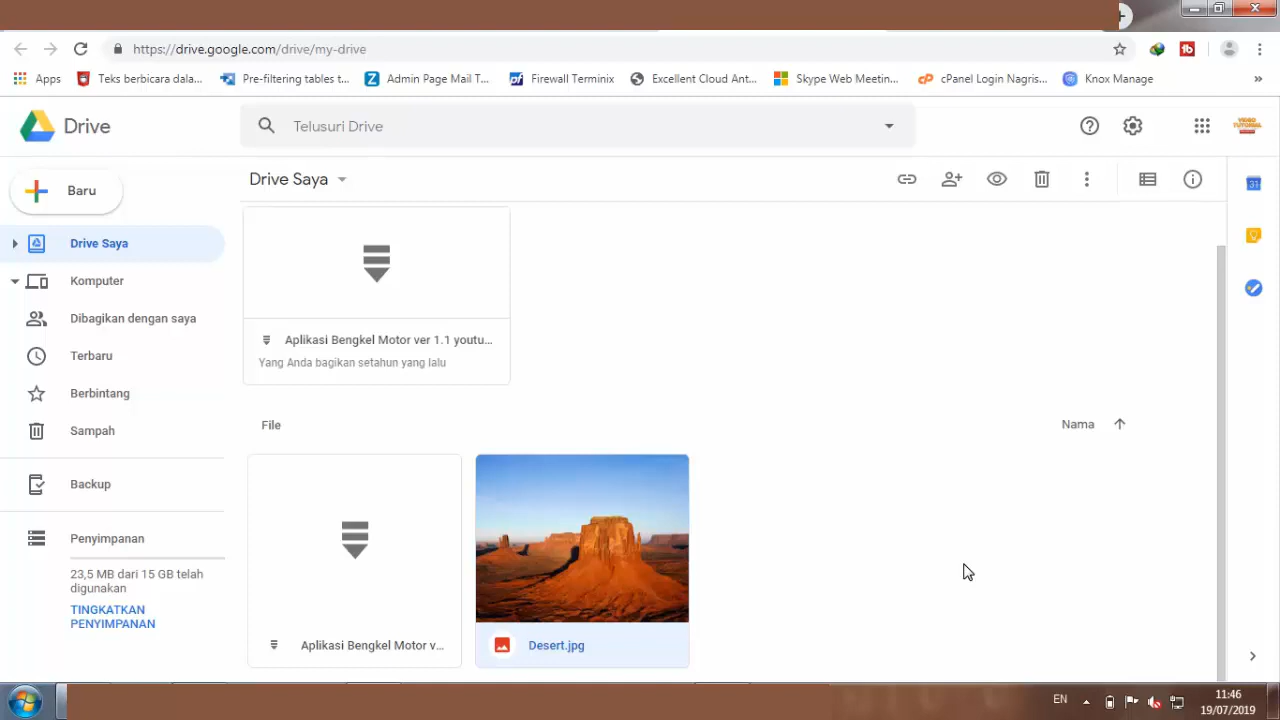 https://drive.google.com/drive/my-drive
Apps
Teks berbicara dala...
Pre-filtering tables t...
Admin Page Mail T...
Firewall Terminix
Excellent Cloud Ant...
Skype Web Meetin...
cPanel Login Nagris...
Knox Manage
»
Drive
Telusuri Drive
VIDEO
TUTORIAL
Baru
Drive Saya
31
Drive Saya
Komputer
Dibagikan dengan saya
Terbaru
Berbintang
Sampah
Backup
Penyimpanan
23,5 MB dari 15 GB telah
digunakan
TINGKATKAN
PENYIMPANAN
Aplikasi Bengkel Motor ver 1.1 youtu...
Yang Anda bagikan setahun yang lalu
File
Nama
Aplikasi Bengkel Motor v...
Desert.jpg
EN
11:46
19/07/2019